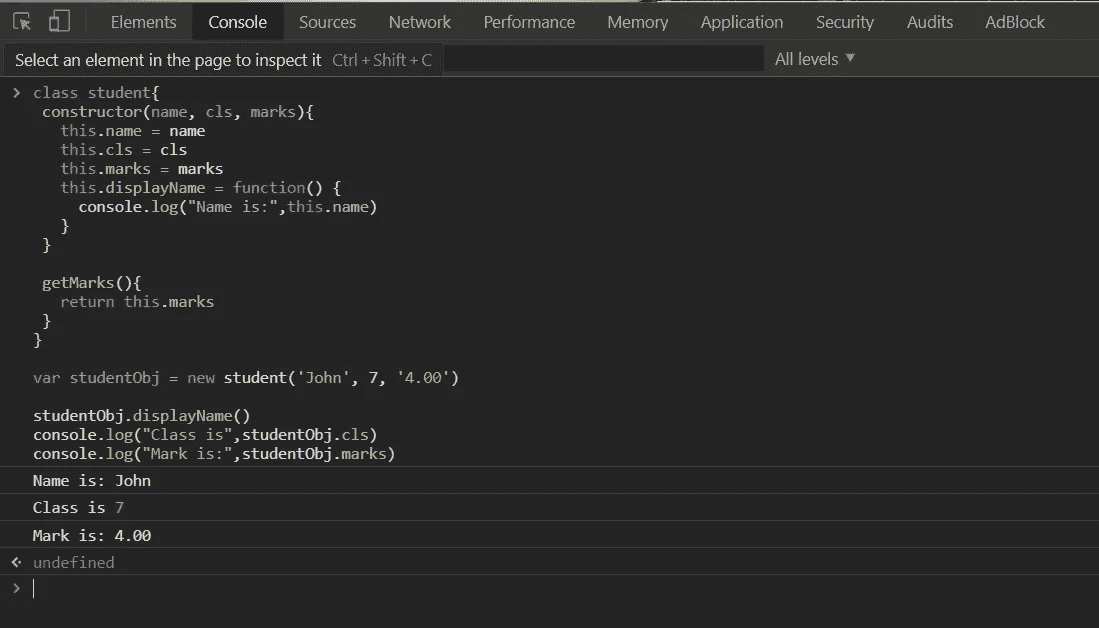 Elements Console Sources Network Performance Memory Application Security Audits AdBlock
Select an element in the page to inspect it Ctrl + Shift + C All levels ▼
> class student{
constructor(name, cls, marks){
this.name = name
this.cls = cls
this.marks = marks
this.displayName = function() {
console.log("Name is:",this.name)
}
}
getMarks(){
return this.marks
}
}
var studentObj = new student('John', 7, '4.00')
studentObj.displayName()
console.log("Class is",studentObj.cls)
console.log("Mark is:",studentObj.marks)
Name is: John
Class is 7
Mark is: 4.00
undefined
>